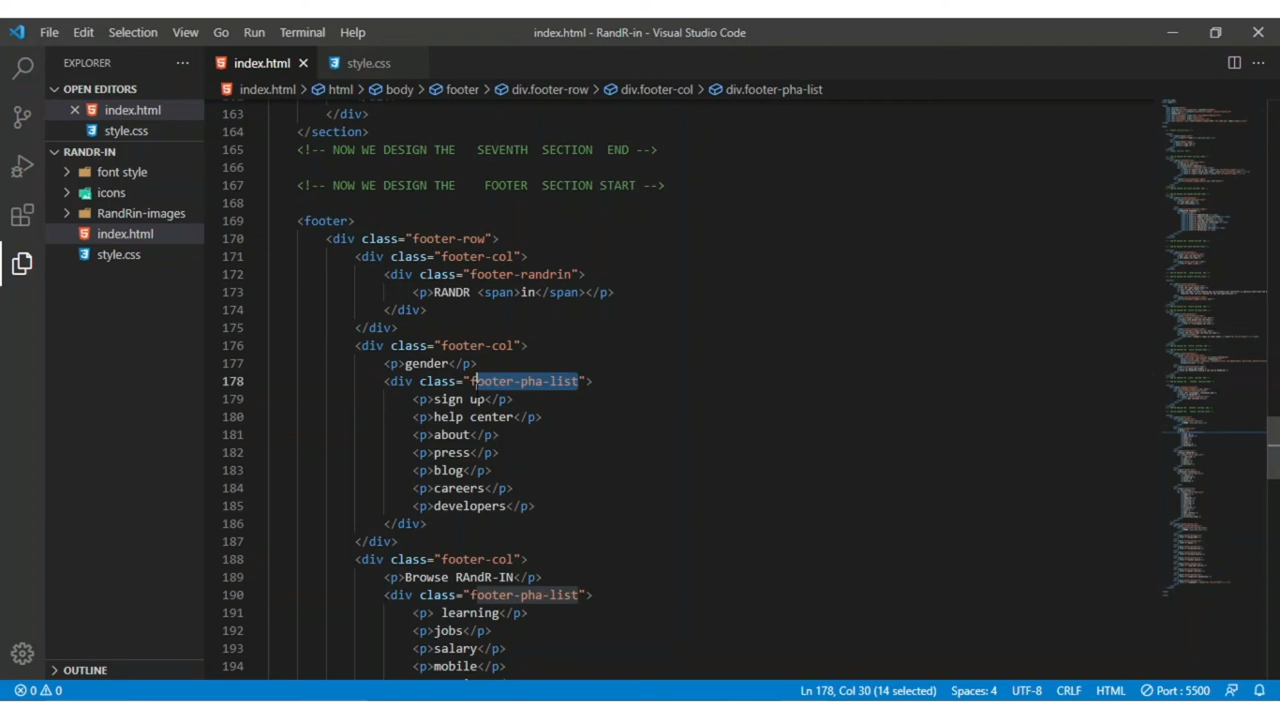 File Edit Selection View Go Run Terminal Help index.html - RandR-in - Visual Studio Code
EXPLORER
OPEN EDITORS
index.html
style.css
RANDR-IN
font style
icons
RandRin-images
index.html
style.css
OUTLINE
index.html style.css
index.html > html > body > footer > div.footer-row > div.footer-col > div.footer-pha-list
163 </div>
164 </section>
165 <!-- NOW WE DESIGN THE   SEVENTH  SECTION  END -->
166
167 <!-- NOW WE DESIGN THE    FOOTER  SECTION START -->
168
169 <footer>
170 <div class="footer-row">
171 <div class="footer-col">
172 <div class="footer-randrin">
173 <p>RANDR <span>in</span></p>
174 </div>
175 </div>
176 <div class="footer-col">
177 <p>gender</p>
178 <div class="footer-pha-list">
179 <p>sign up</p>
180 <p>help center</p>
181 <p>about</p>
182 <p>press</p>
183 <p>blog</p>
184 <p>careers</p>
185 <p>developers</p>
186 </div>
187 </div>
188 <div class="footer-col">
189 <p>Browse RAndR-IN</p>
190 <div class="footer-pha-list">
191 <p> learning</p>
192 <p>jobs</p>
193 <p>salary</p>
194 <p>mobile</p>
0 0 Ln 178, Col 30 (14 selected) Spaces: 4 UTF-8 CRLF HTML Port : 5500